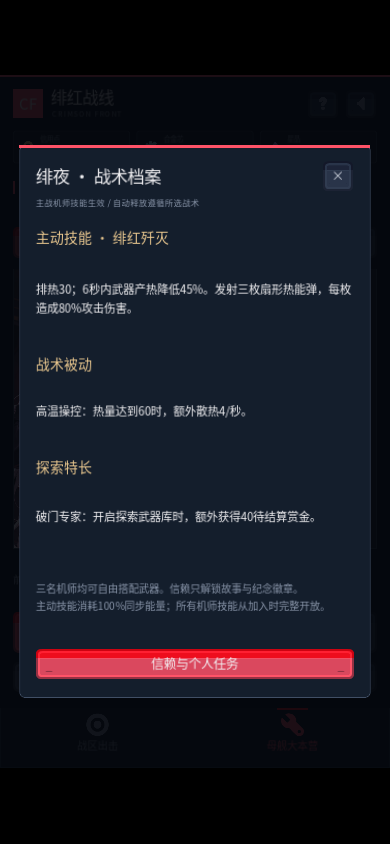 CF
绯红战线
?
绯夜 · 战术档案
×
主战机师技能生效 / 自动释放遵循所选战术
主动技能 · 绯红歼灭
排热30；6秒内武器产热降低45%。发射三枚扇形热能弹，每枚
造成80%攻击伤害。
战术被动
高温操控：热量达到60时，额外散热4/秒。
探索特长
破门专家：开启探索武器库时，额外获得40待结算赏金。
三名机师均可自由搭配武器。信赖只解锁故事与纪念徽章。
主动技能消耗100%同步能量；所有机师技能从加入时完整开放。
信赖与个人任务